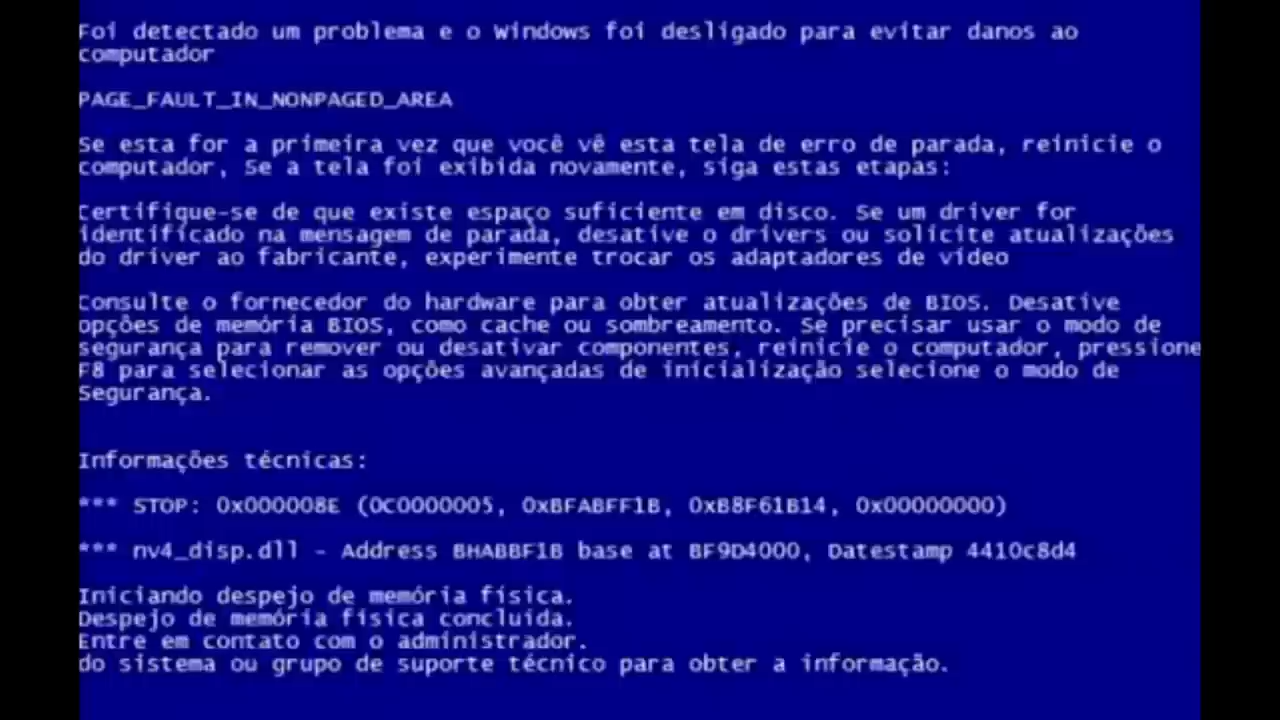 Foi detectado um problema e o Windows foi desligado para evitar danos ao
computador
PAGE_FAULT_IN_NONPAGED_AREA
Se esta for a primeira vez que você vê esta tela de erro de parada, reinicie o
computador, Se a tela foi exibida novamente, siga estas etapas:
Certifique-se de que existe espaço suficiente em disco. Se um driver for
identificado na mensagem de parada, desative o drivers ou solicite atualizações
do driver ao fabricante, experimente trocar os adaptadores de vídeo
Consulte o fornecedor do hardware para obter atualizações de BIOS. Desative
opções de memória BIOS, como cache ou sombreamento. Se precisar usar o modo de
segurança para remover ou desativar componentes, reinicie o computador, pressione
F8 para selecionar as opções avançadas de inicialização selecione o modo de
Segurança.
Informações técnicas:
*** STOP: 0x000008E (0C0000005, 0xBFABFF1B, 0xB8F61B14, 0x00000000)
*** nv4_disp.dll - Address BHABBF1B base at BF9D4000, Datestamp 4410c8d4
Iniciando despejo de memória física.
Despejo de memória física concluída.
Entre em contato com o administrador.
do sistema ou grupo de suporte técnico para obter a informação.